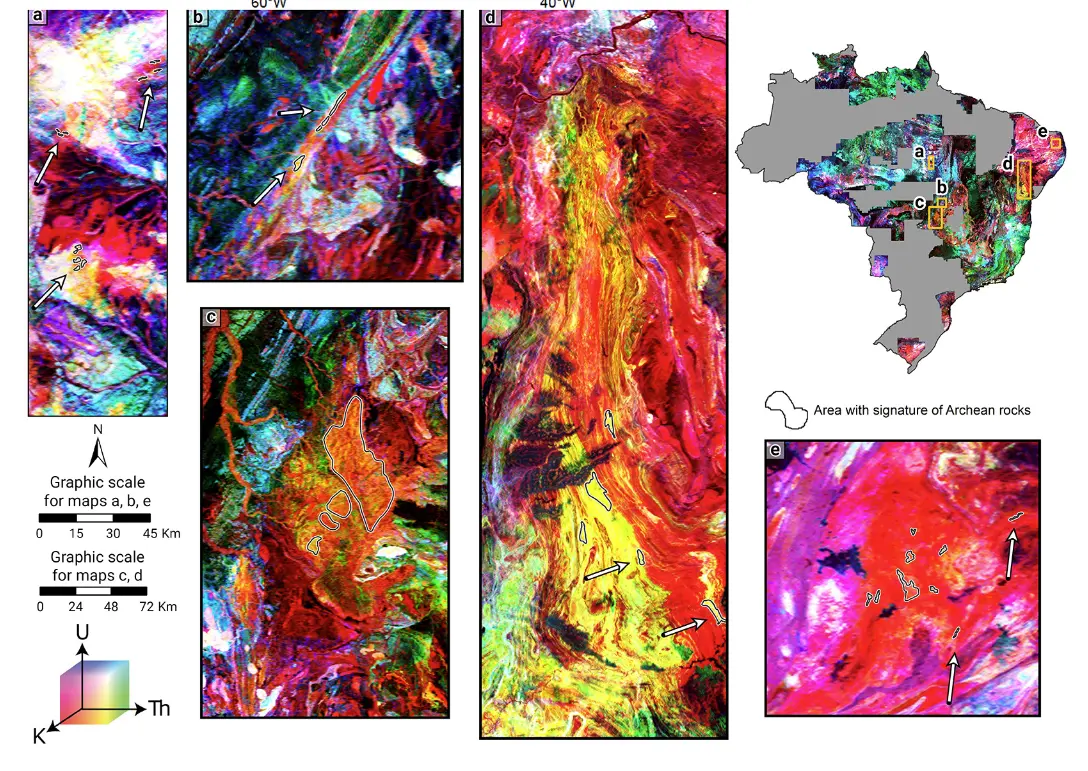 60°W
40°W
a
b
d
c
a
b
c
d
e
Area with signature of Archean rocks
e
N
Graphic scale
for maps a, b, e
0 15 30 45 Km
Graphic scale
for maps c, d
0 24 48 72 Km
U
Th
K